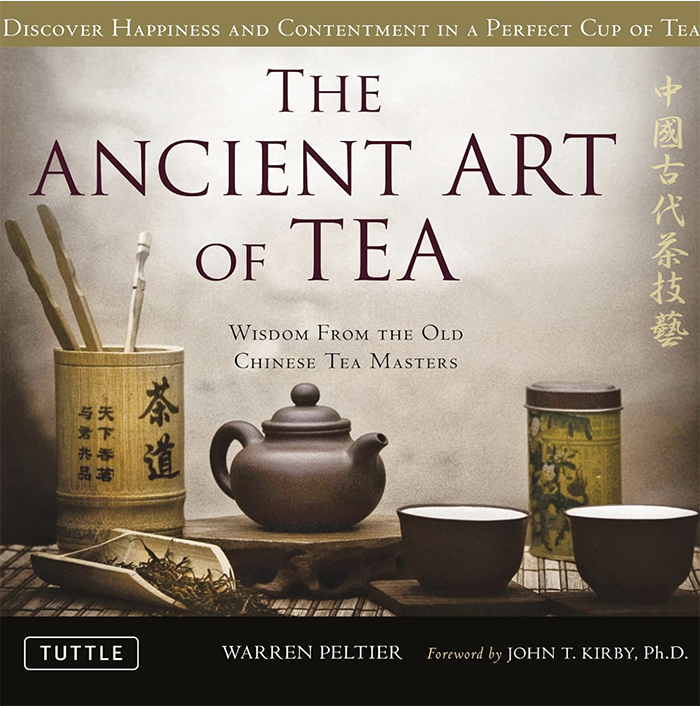 DISCOVER HAPPINESS AND CONTENTMENT IN A PERFECT CUP OF TEA
THE
ANCIENT ART
OF TEA
中國古代茶技藝
WISDOM FROM THE OLD
CHINESE TEA MASTERS
茶道
天下香茗
与君共品
TUTTLE
WARREN PELTIER
Foreword by JOHN T. KIRBY, Ph.D.